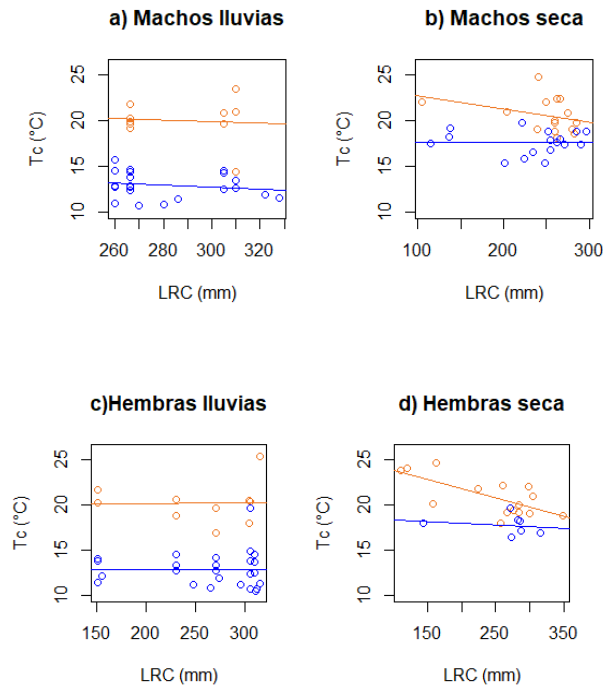 a) Machos lluvias
b) Machos seca
Tc (°C)
25
20
15
10
260 280 300 320
LRC (mm)
Tc (°C)
25
20
15
10
100 200 300
LRC (mm)
c)Hembras lluvias
d) Hembras seca
Tc (°C)
25
20
15
10
150 200 250 300
LRC (mm)
Tc (°C)
25
20
15
10
150 250 350
LRC (mm)